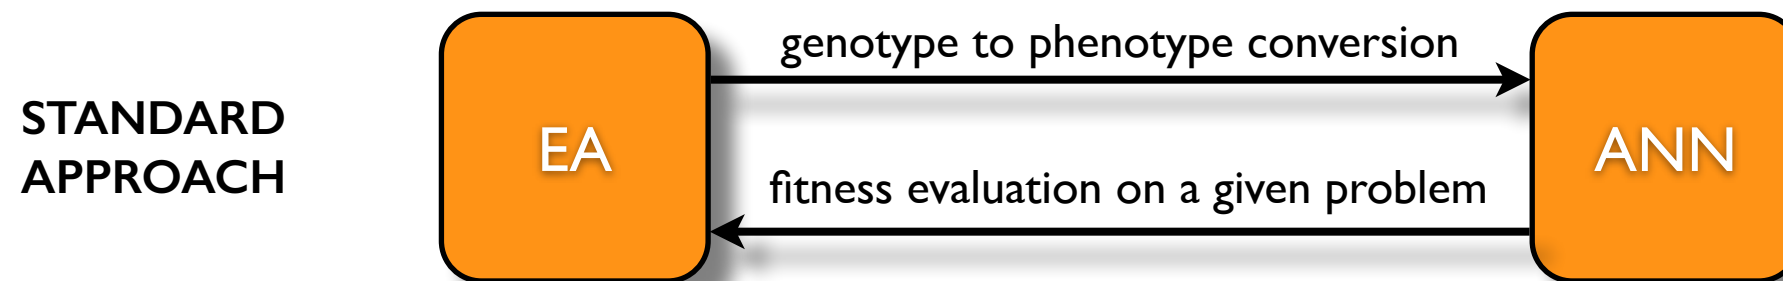 STANDARD
APPROACH
EA
genotype to phenotype conversion
fitness evaluation on a given problem
ANN